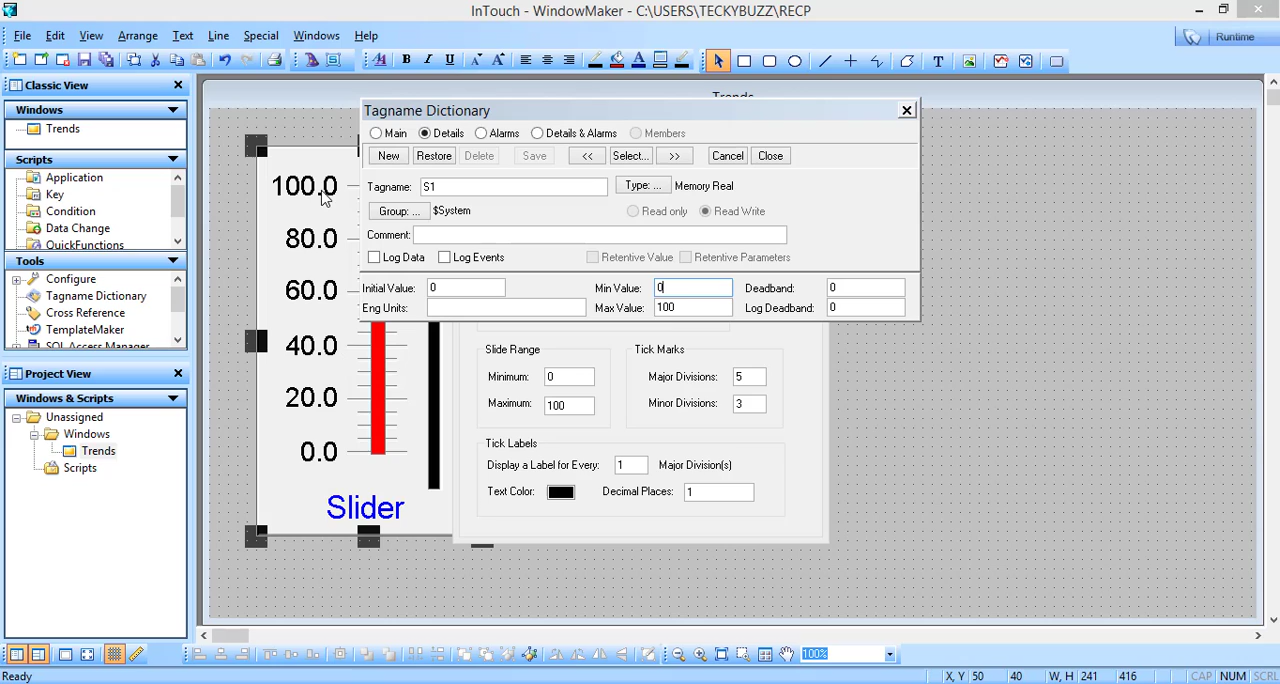 InTouch - WindowMaker - C:\USERS\TECKYBUZZ\RECP
File Edit View Arrange Text Line Special Windows Help
Runtime
Classic View
Windows
Trends
Scripts
Application
Key
Condition
Data Change
QuickFunctions
Tools
Configure
Tagname Dictionary
Cross Reference
TemplateMaker
SQL Access Manager
Project View
Windows & Scripts
Unassigned
Windows
Trends
Scripts
Trends
100.0
80.0
60.0
40.0
20.0
0.0
Slider
Tagname Dictionary
Main Details Alarms Details & Alarms Members
New Restore Delete Save << Select... >> Cancel Close
Tagname: S1 Type: ... Memory Real
Group: ... $System Read only Read Write
Comment:
Log Data Log Events Retentive Value Retentive Parameters
Initial Value: 0 Min Value: 0 Deadband: 0
Eng Units: Max Value: 100 Log Deadband: 0
Slide Range Tick Marks
Minimum: 0 Major Divisions: 5
Maximum: 100 Minor Divisions: 3
Tick Labels
Display a Label for Every: 1 Major Division(s)
Text Color: Decimal Places: 1
100%
Ready X, Y 50 40 W, H 241 416 CAP NUM SCRL